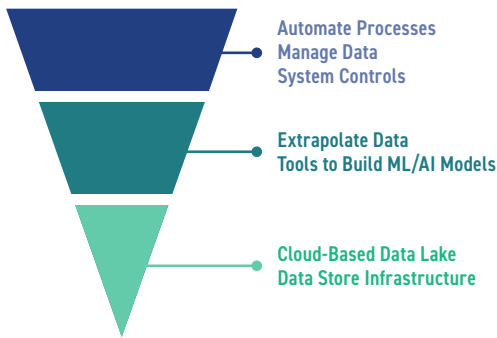 Automate Processes
Manage Data
System Controls
Extrapolate Data
Tools to Build ML/AI Models
Cloud-Based Data Lake
Data Store Infrastructure